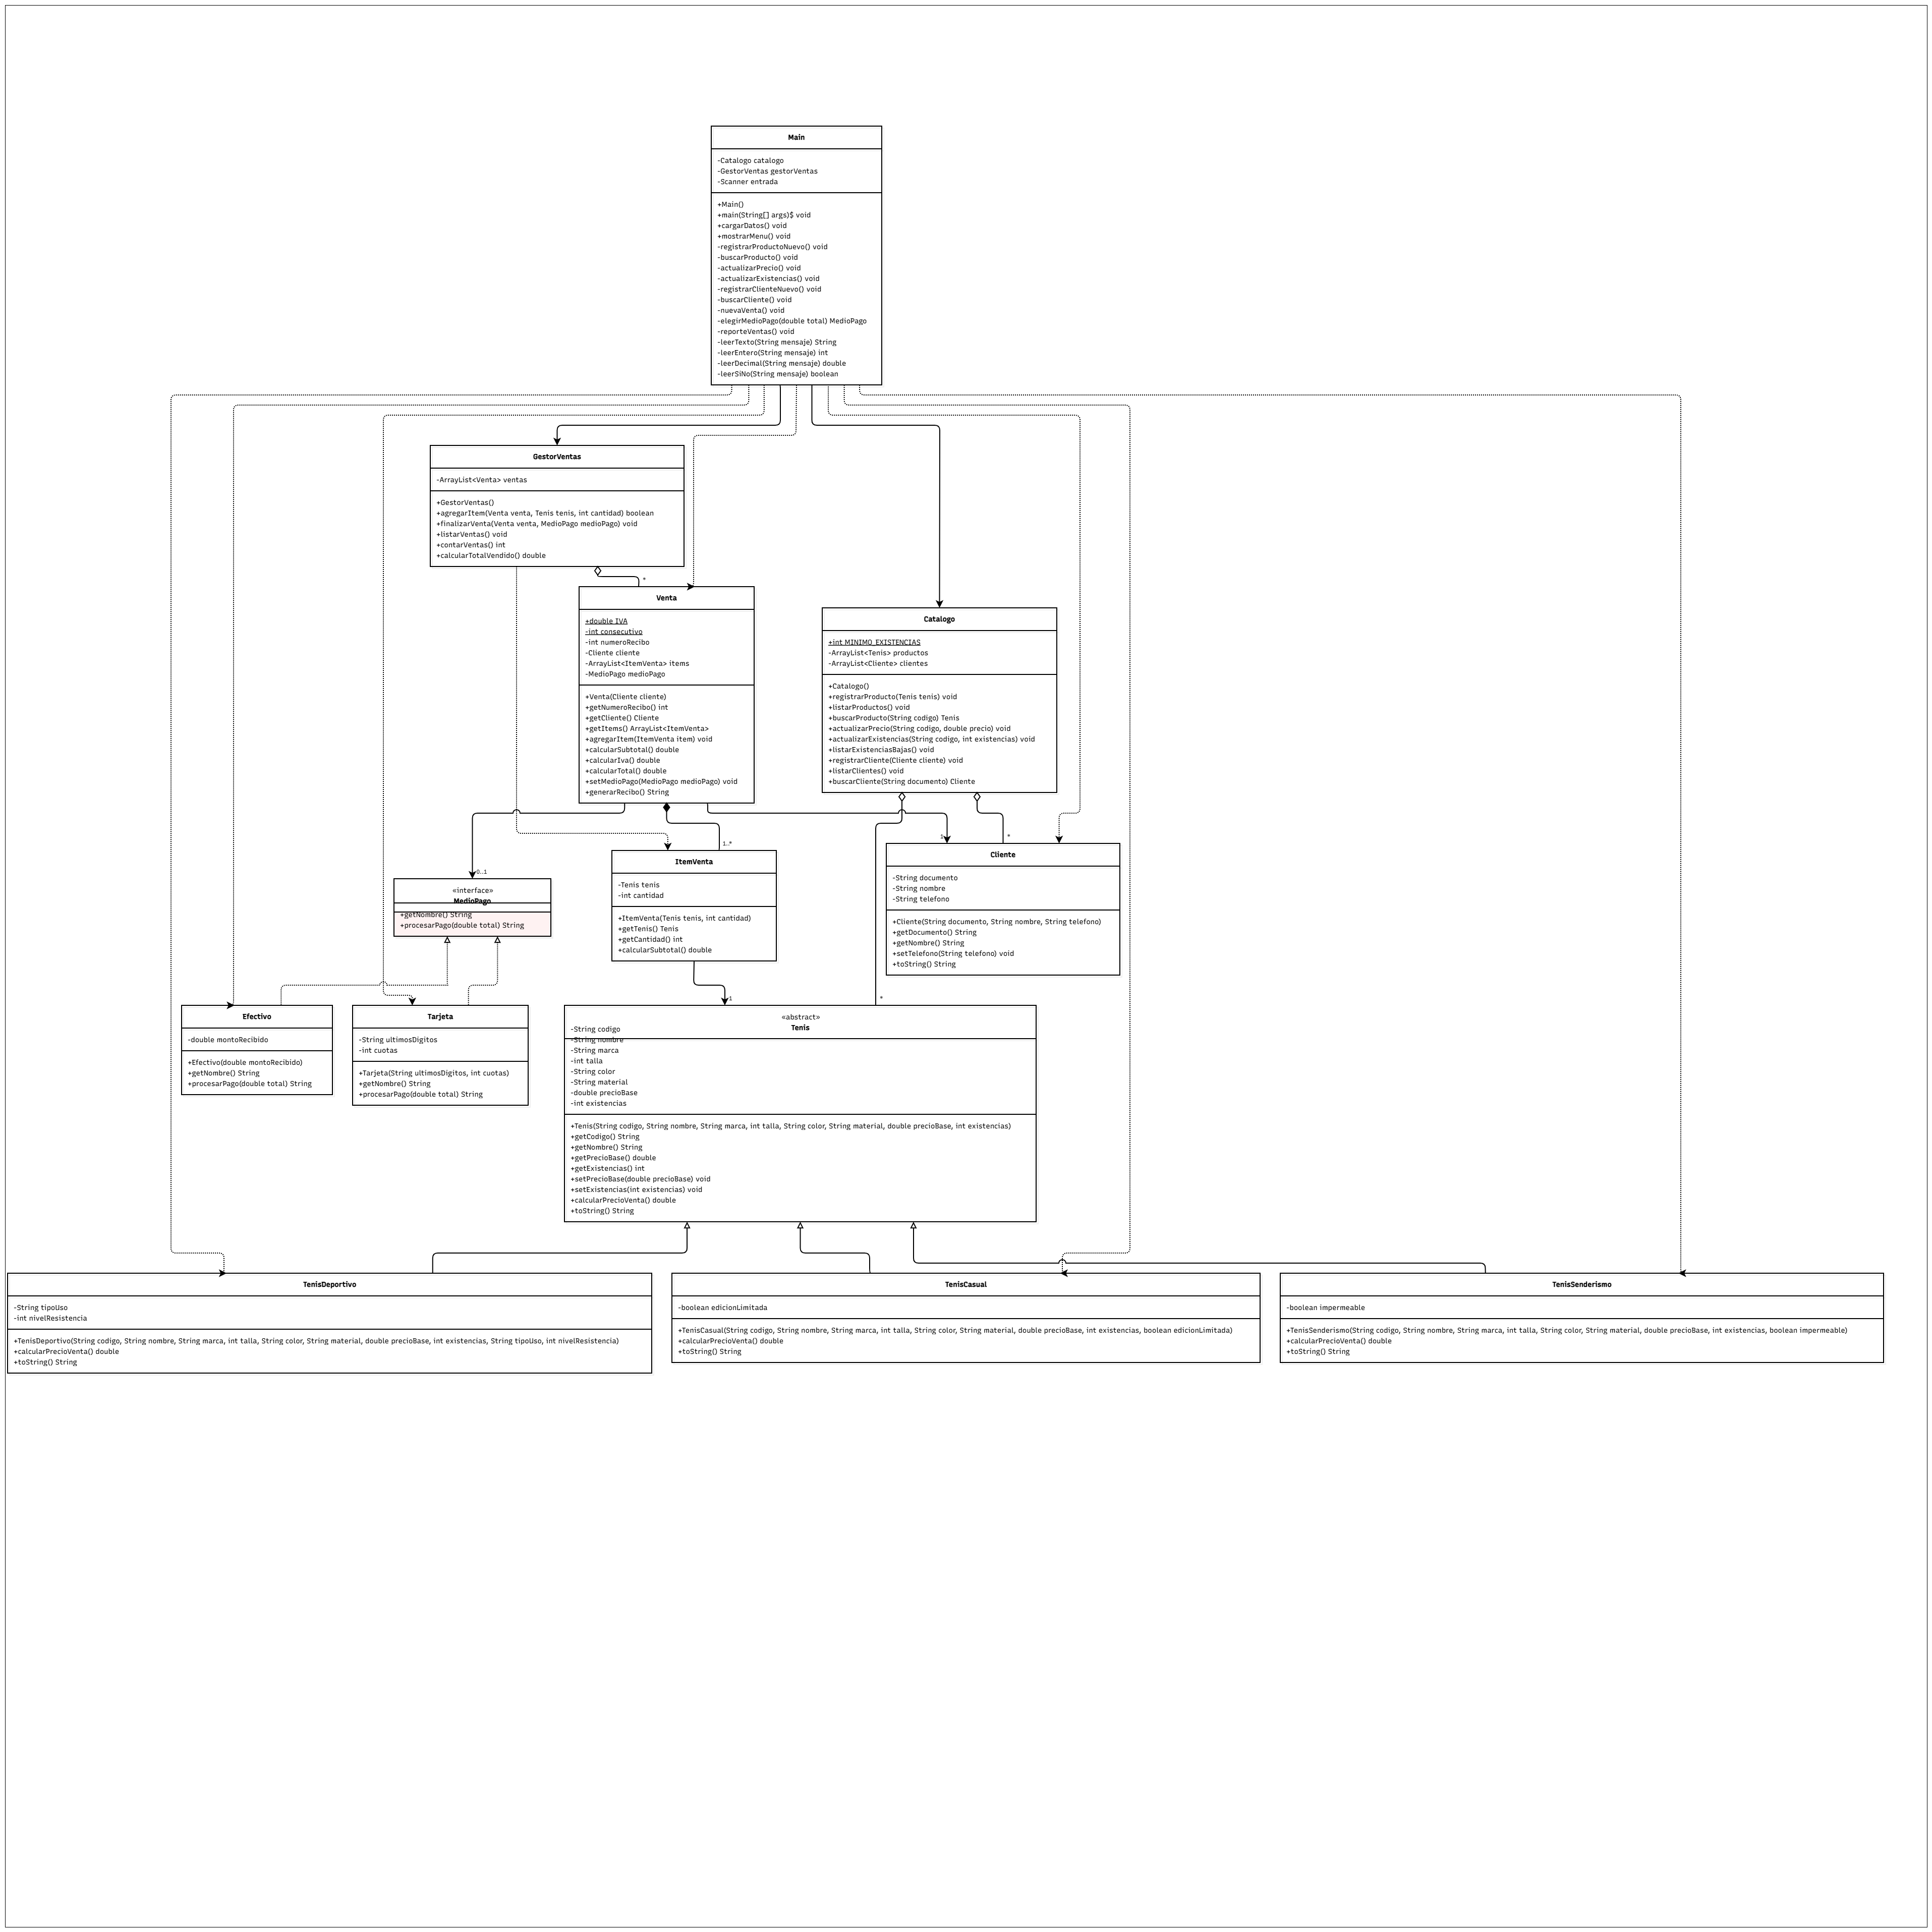 Main
-Catalogo catalogo
-GestorVentas gestorVentas
-Scanner entrada
+Main()
+main(String[] args)$ void
+cargarDatos() void
+mostrarMenu() void
-registrarProductoNuevo() void
-buscarProducto() void
-actualizarPrecio() void
-actualizarExistencias() void
-registrarClienteNuevo() void
-buscarCliente() void
-nuevaVenta() void
-elegirMedioPago(double total) MedioPago
-reporteVentas() void
-leerTexto(String mensaje) String
-leerEntero(String mensaje) int
-leerDecimal(String mensaje) double
-leerSiNo(String mensaje) boolean
GestorVentas
-ArrayList<Venta> ventas
+GestorVentas()
+agregarItem(Venta venta, Tenis tenis, int cantidad) boolean
+finalizarVenta(Venta venta, MedioPago medioPago) void
+listarVentas() void
+contarVentas() int
+calcularTotalVendido() double
*
Venta
+double IVA
-int consecutivo
-int numeroRecibo
-Cliente cliente
-ArrayList<ItemVenta> items
-MedioPago medioPago
+Venta(Cliente cliente)
+getNumeroRecibo() int
+getCliente() Cliente
+getItems() ArrayList<ItemVenta>
+agregarItem(ItemVenta item) void
+calcularSubtotal() double
+calcularIva() double
+calcularTotal() double
+setMedioPago(MedioPago medioPago) void
+generarRecibo() String
Catalogo
+int MINIMO_EXISTENCIAS
-ArrayList<Tenis> productos
-ArrayList<Cliente> clientes
+Catalogo()
+registrarProducto(Tenis tenis) void
+listarProductos() void
+buscarProducto(String codigo) Tenis
+actualizarPrecio(String codigo, double precio) void
+actualizarExistencias(String codigo, int existencias) void
+listarExistenciasBajas() void
+registrarCliente(Cliente cliente) void
+listarClientes() void
+buscarCliente(String documento) Cliente
0..1
1..*
1
*
«interface»
MedioPago
+getNombre() String
+procesarPago(double total) String
ItemVenta
-Tenis tenis
-int cantidad
+ItemVenta(Tenis tenis, int cantidad)
+getTenis() Tenis
+getCantidad() int
+calcularSubtotal() double
Cliente
-String documento
-String nombre
-String telefono
+Cliente(String documento, String nombre, String telefono)
+getDocumento() String
+getNombre() String
+setTelefono(String telefono) void
+toString() String
1
*
Efectivo
-double montoRecibido
+Efectivo(double montoRecibido)
+getNombre() String
+procesarPago(double total) String
Tarjeta
-String ultimosDigitos
-int cuotas
+Tarjeta(String ultimosDigitos, int cuotas)
+getNombre() String
+procesarPago(double total) String
«abstract»
Tenis
-String codigo
-String nombre
-String marca
-int talla
-String color
-String material
-double precioBase
-int existencias
+Tenis(String codigo, String nombre, String marca, int talla, String color, String material, double precioBase, int existencias)
+getCodigo() String
+getNombre() String
+getPrecioBase() double
+getExistencias() int
+setPrecioBase(double precioBase) void
+setExistencias(int existencias) void
+calcularPrecioVenta() double
+toString() String
TenisDeportivo
-String tipoUso
-int nivelResistencia
+TenisDeportivo(String codigo, String nombre, String marca, int talla, String color, String material, double precioBase, int existencias, String tipoUso, int nivelResistencia)
+calcularPrecioVenta() double
+toString() String
TenisCasual
-boolean edicionLimitada
+TenisCasual(String codigo, String nombre, String marca, int talla, String color, String material, double precioBase, int existencias, boolean edicionLimitada)
+calcularPrecioVenta() double
+toString() String
TenisSenderismo
-boolean impermeable
+TenisSenderismo(String codigo, String nombre, String marca, int talla, String color, String material, double precioBase, int existencias, boolean impermeable)
+calcularPrecioVenta() double
+toString() String